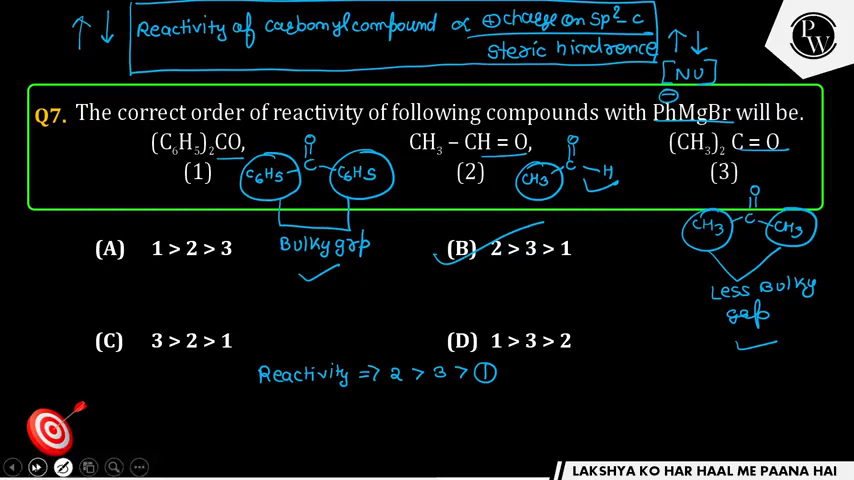 Reactivity of carbonyl compound ∝ ⊕ charge on sp² c / steric hindrence
PW
[NU]
⊖
Q7. The correct order of reactivity of following compounds with PhMgBr will be.
(C₆H₅)₂CO, CH₃ – CH = O, (CH₃)₂ C = O
(1) (2) (3)
O
C6H5 C C6H5
O
CH3 C H
O
CH3 C CH3
Bulky grp
Less Bulky
gap
(A) 1 > 2 > 3 (B) 2 > 3 > 1
(C) 3 > 2 > 1 (D) 1 > 3 > 2
Reactivity => 2 > 3 > ①
LAKSHYA KO HAR HAAL ME PAANA HAI